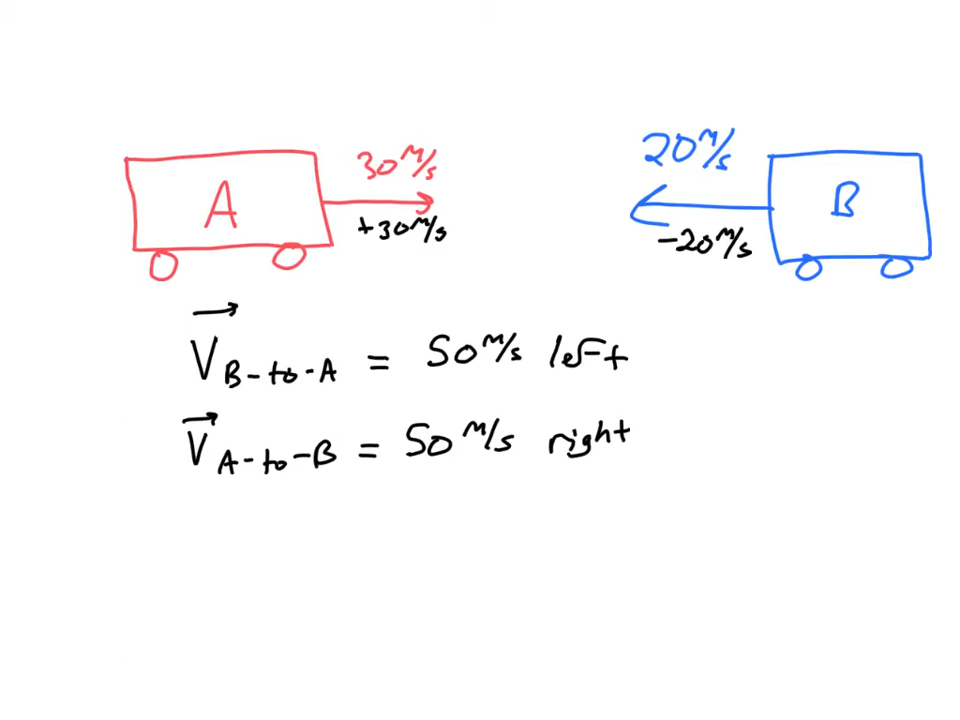 A
30 m/s
+30 m/s
20 m/s
-20 m/s
B
V B-to-A = 50 m/s left
V A-to-B = 50 m/s right